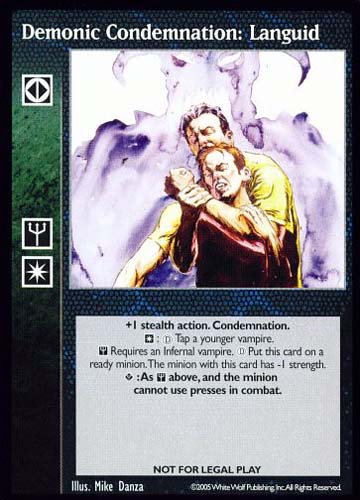 Demonic Condemnation: Languid
+1 stealth action. Condemnation.
: Tap a younger vampire.
Requires an Infernal vampire. Put this card on
a ready minion. The minion with this card has -1 strength.
:As above, and the minion
cannot use presses in combat.
NOT FOR LEGAL PLAY
Illus. Mike Danza
©2005 White Wolf Publishing, Inc. All Rights Reserved.